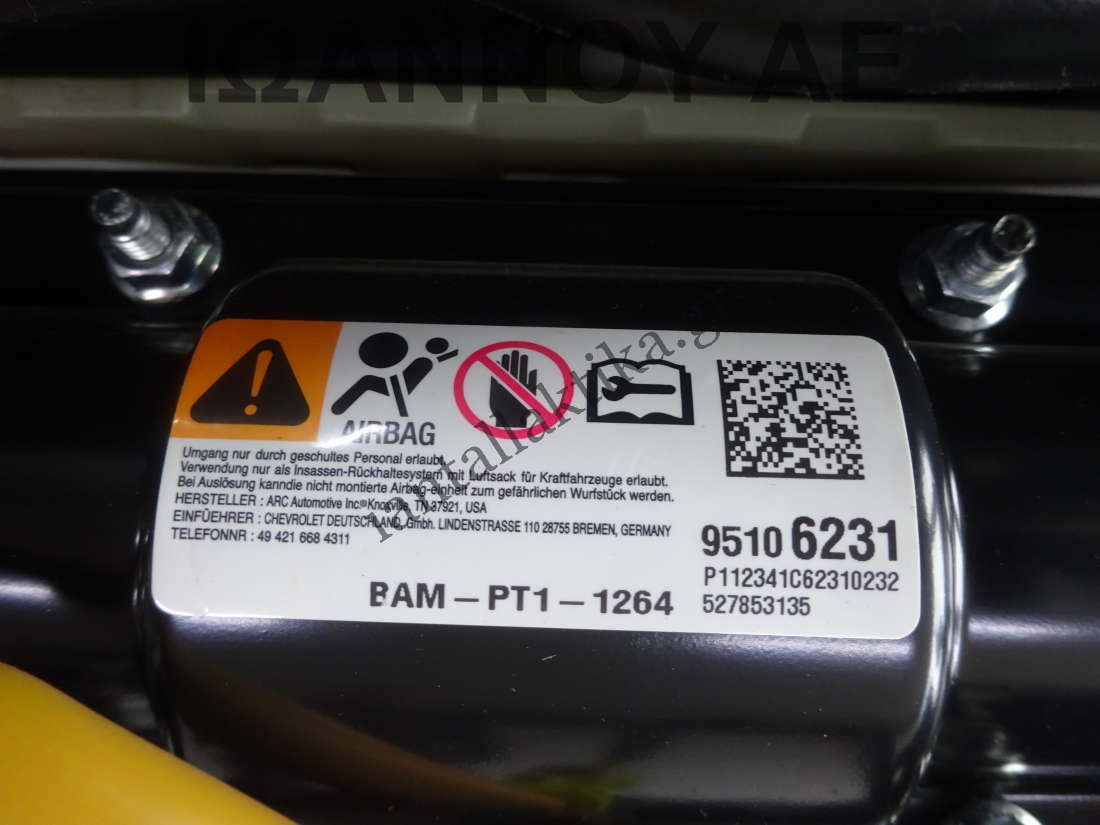 ΙΩΑΝΝΟΥ ΑΕ
iantallaktika.gr
AIRBAG
Umgang nur durch geschultes Personal erlaubt.
Verwendung nur als Insassen-Rückhaltesystem mit Luftsack für Kraftfahrzeuge erlaubt.
Bei Auslösung kanndie nicht montierte Airbag-einheit zum gefährlichen Wurfstück werden.
HERSTELLER : ARC Automotive Inc. Knoxville, TN 37921, USA
EINFÜEHRER : CHEVROLET DEUTSCHLAND, Gmbh. LINDENSTRASSE 110 28755 BREMEN, GERMANY
TELEFONNR : 49 421 668 4311
9510 6231
P112341C62310232
527853135
BAM-PT1-1264